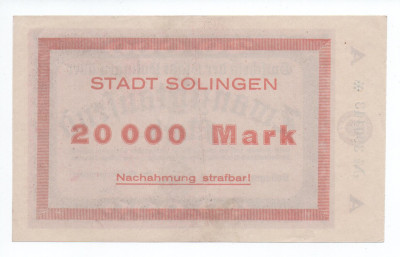 STADT SOLINGEN
20000 Mark
Nachahmung strafbar!